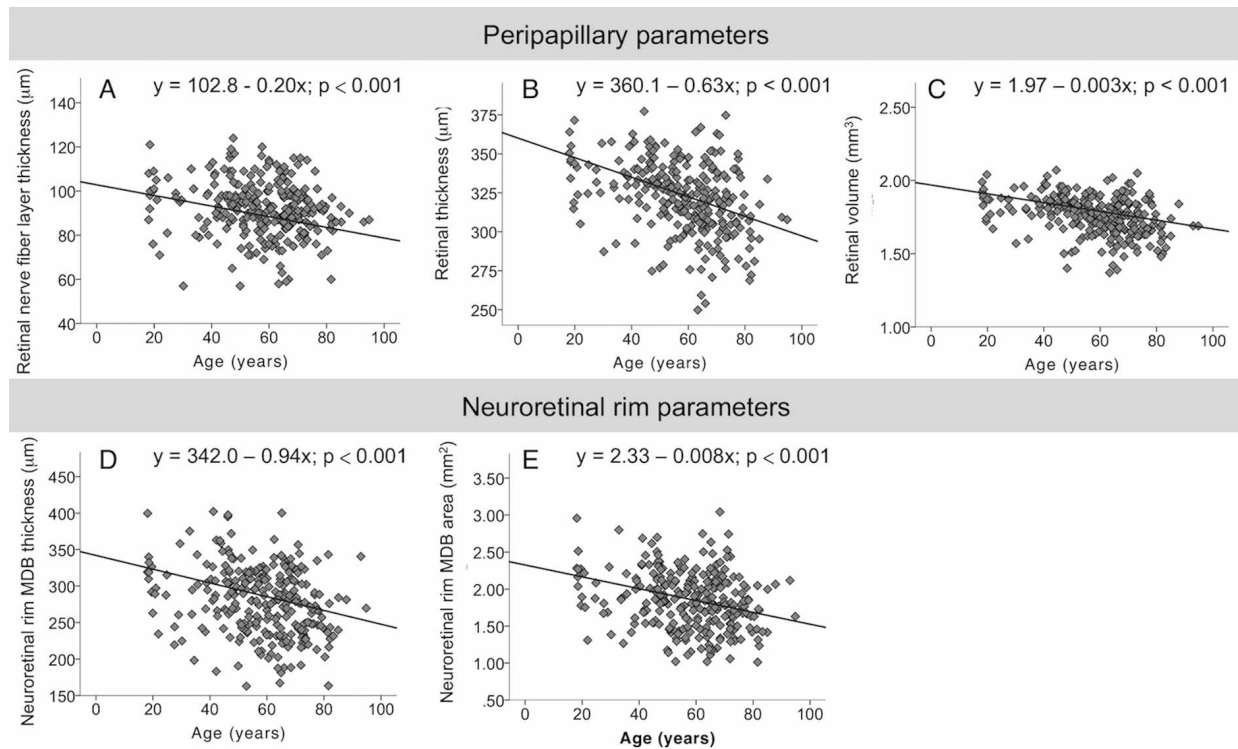 Peripapillary parameters
A
y = 102.8 - 0.20x; p < 0.001
Retinal nerve fiber layer thickness (μm)
140
120
100
80
60
40
0 20 40 60 80 100
Age (years)
B
y = 360.1 – 0.63x; p < 0.001
Retinal thickness (μm)
375
350
325
310
275
250
0 20 40 60 80 100
Age (years)
C
y = 1.97 – 0.003x; p < 0.001
Retinal volume (mm³)
2.50
2.00
1.50
1.00
0 20 40 60 80 100
Age (years)
Neuroretinal rim parameters
D
y = 342.0 – 0.94x; p < 0.001
Neuroretinal rim MDB thickness (μm)
450
400
350
300
250
200
150
0 20 40 60 80 100
Age (years)
E
y = 2.33 – 0.008x; p < 0.001
Neuroretinal rim MDB area (mm²)
3.50
3.00
2.50
2.00
1.50
1.00
.50
0 20 40 60 80 100
Age (years)